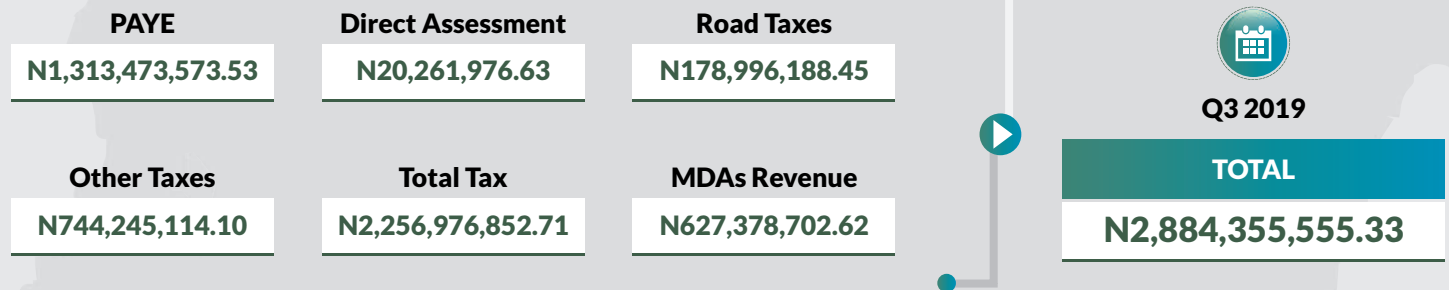 PAYE
Direct Assessment
Road Taxes
N1,313,473,573.53
N20,261,976.63
N178,996,188.45
Other Taxes
Total Tax
MDAs Revenue
N744,245,114.10
N2,256,976,852.71
N627,378,702.62
Q3 2019
TOTAL
N2,884,355,555.33